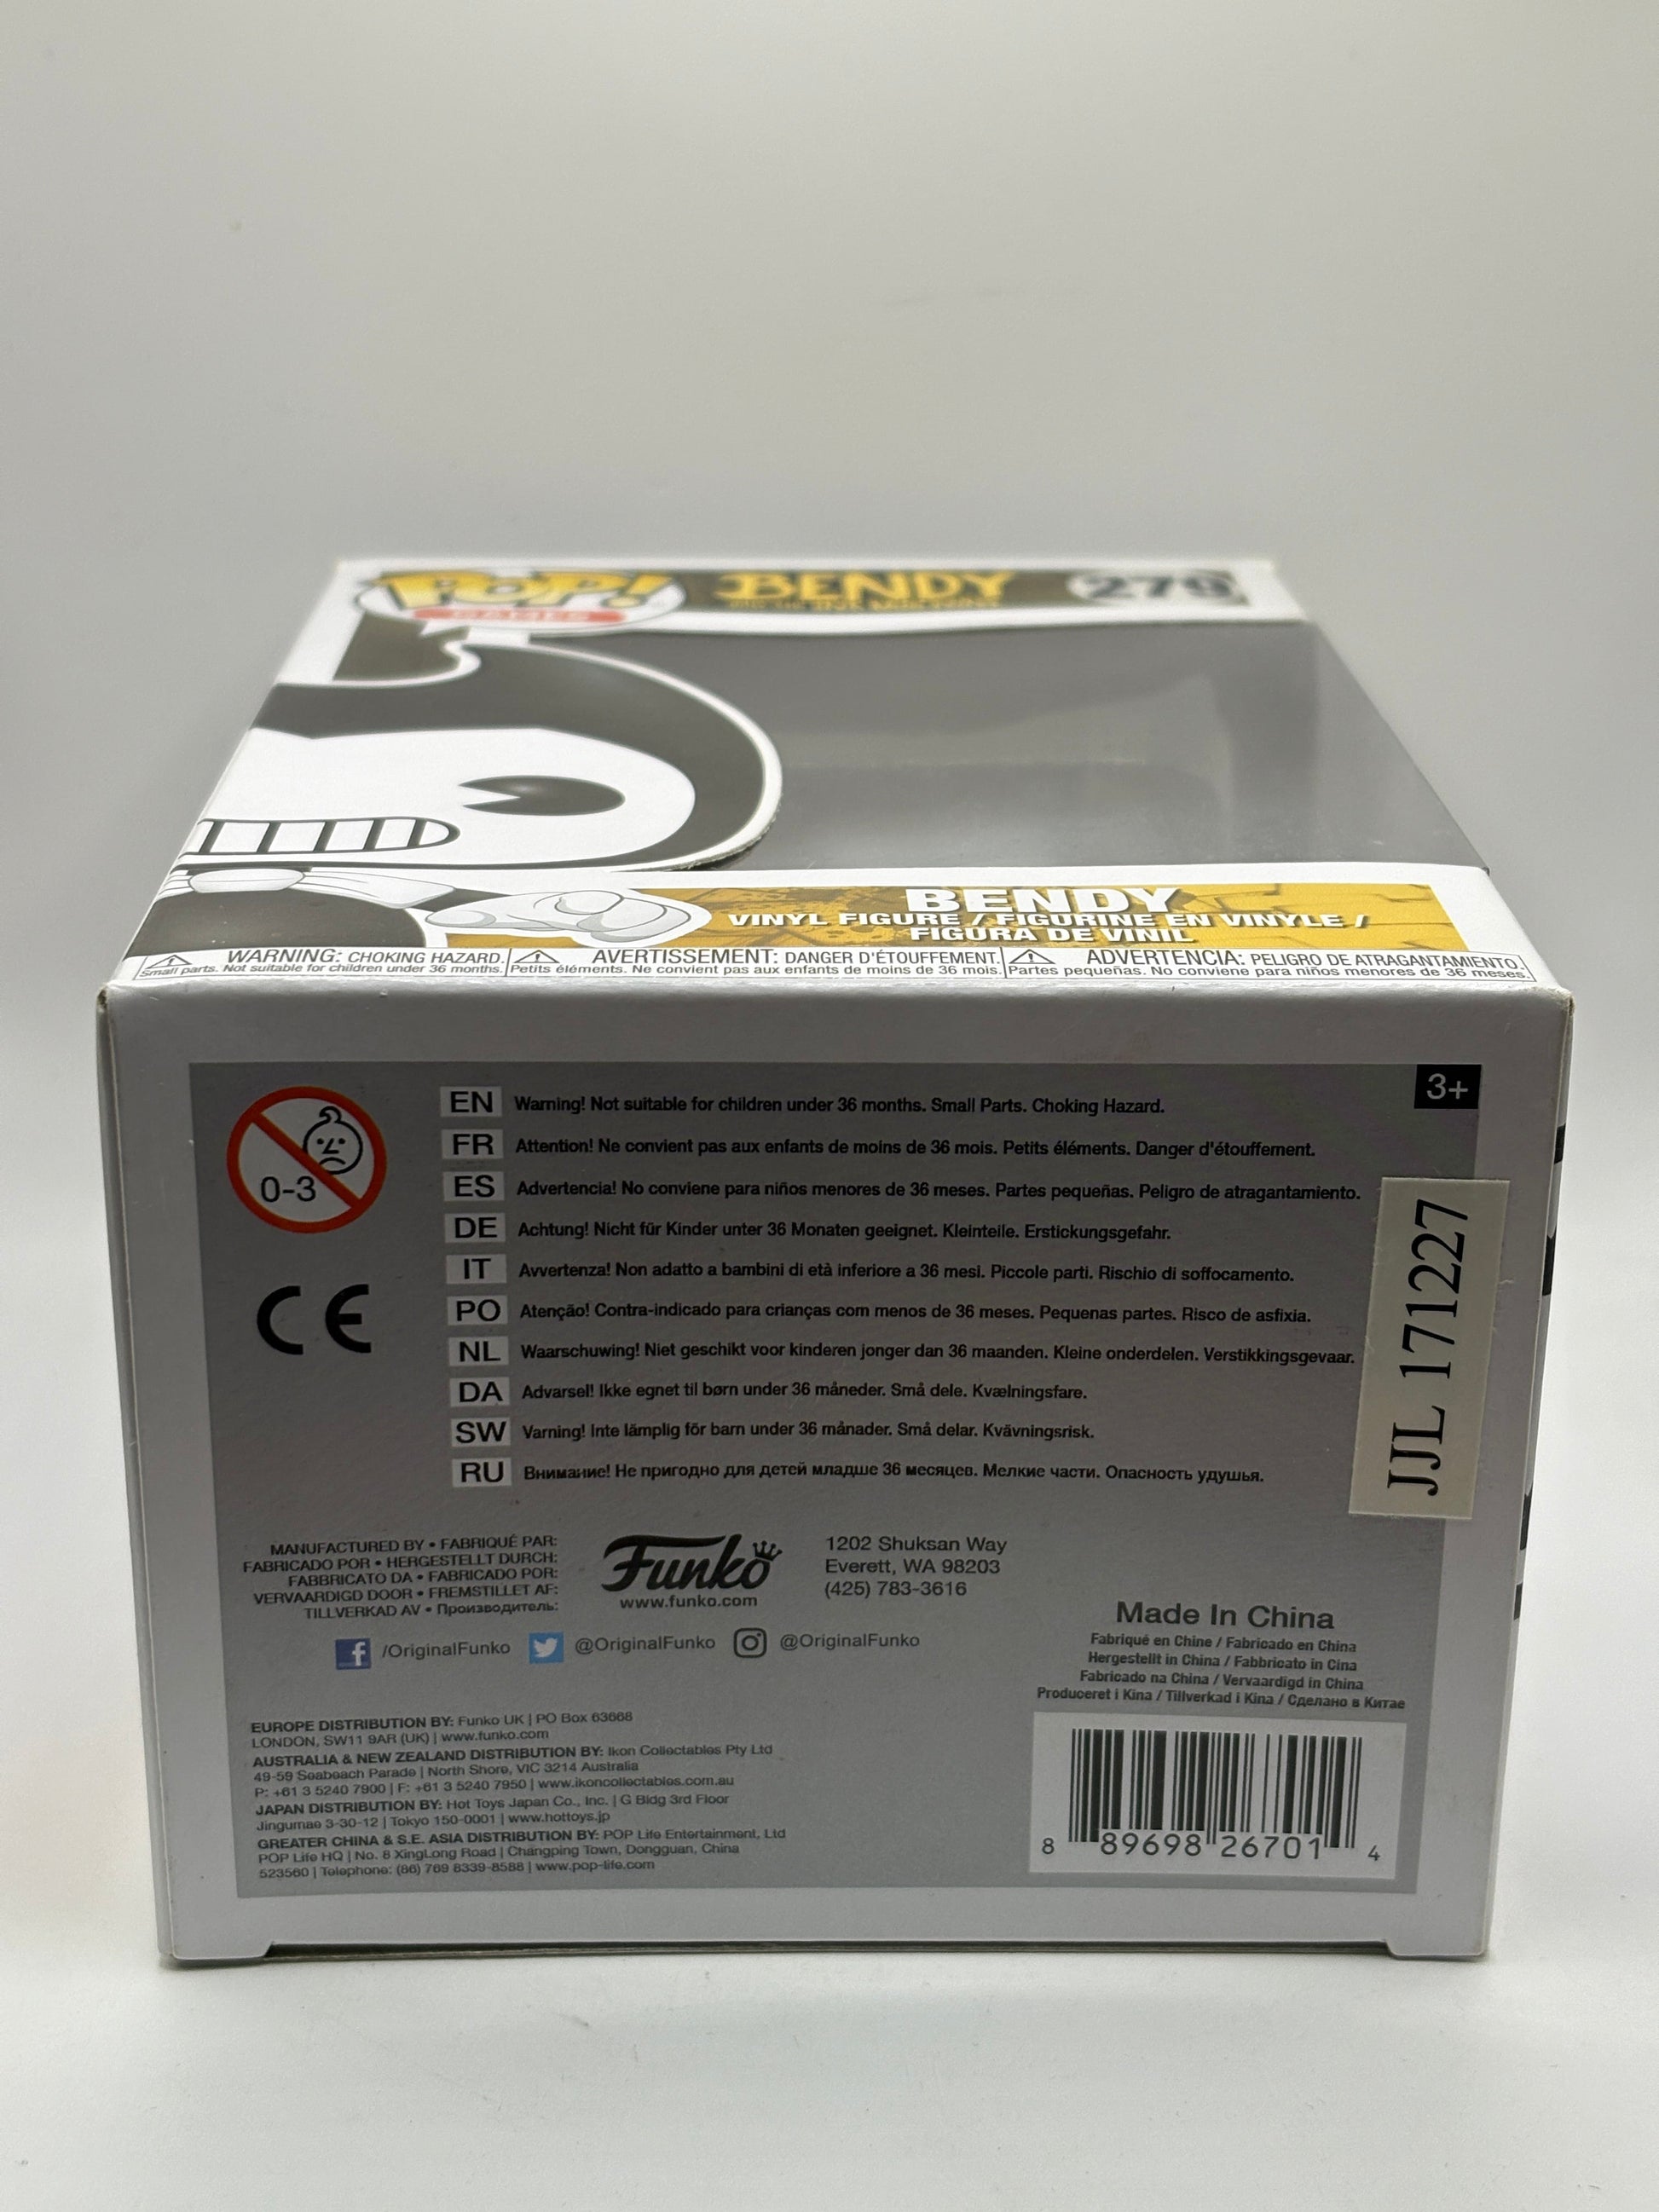 POP! BENDY 279
GAMES
BENDY
VINYL FIGURE / FIGURINE EN VINYLE /
FIGURA DE VINIL
WARNING: CHOKING HAZARD.
Small parts. Not suitable for children under 36 months.
AVERTISSEMENT: DANGER D'ÉTOUFFEMENT.
Petits éléments. Ne convient pas aux enfants de moins de 36 mois.
ADVERTENCIA: PELIGRO DE ATRAGANTAMIENTO.
Partes pequeñas. No conviene para niños menores de 36 meses.
3+
0-3
EN Warning! Not suitable for children under 36 months. Small Parts. Choking Hazard.
FR Attention! Ne convient pas aux enfants de moins de 36 mois. Petits éléments. Danger d'étouffement.
ES Advertencia! No conviene para niños menores de 36 meses. Partes pequeñas. Peligro de atragantamiento.
DE Achtung! Nicht für Kinder unter 36 Monaten geeignet. Kleinteile. Erstickungsgefahr.
IT Avvertenza! Non adatto a bambini di età inferiore a 36 mesi. Piccole parti. Rischio di soffocamento.
PO Atenção! Contra-indicado para crianças com menos de 36 meses. Pequenas partes. Risco de asfixia.
NL Waarschuwing! Niet geschikt voor kinderen jonger dan 36 maanden. Kleine onderdelen. Verstikkingsgevaar.
DA Advarsel! Ikke egnet til børn under 36 måneder. Små dele. Kvælningsfare.
SW Varning! Inte lämplig för barn under 36 månader. Små delar. Kvävningsrisk.
RU Внимание! Не пригодно для детей младше 36 месяцев. Мелкие части. Опасность удушья.
CE
JJL 171227
MANUFACTURED BY • FABRIQUÉ PAR:
FABRICADO POR • HERGESTELLT DURCH:
FABBRICATO DA • FABRICADO POR:
VERVAARDIGD DOOR • FREMSTILLET AF:
TILLVERKAD AV • Производитель:
Funko
www.funko.com
1202 Shuksan Way
Everett, WA 98203
(425) 783-3616
/OriginalFunko @OriginalFunko @OriginalFunko
Made In China
Fabriqué en Chine / Fabricado en China
Hergestellt in China / Fabbricato in Cina
Fabricado na China / Vervaardigd in China
Produceret i Kina / Tillverkad i Kina / Сделано в Китае
EUROPE DISTRIBUTION BY: Funko UK | PO Box 63668
LONDON, SW11 9AR (UK) | www.funko.com
AUSTRALIA & NEW ZEALAND DISTRIBUTION BY: Ikon Collectables Pty Ltd
49-59 Seabeach Parade | North Shore, VIC 3214 Australia
P: +61 3 5240 7900 | F: +61 3 5240 7950 | www.ikoncollectables.com.au
JAPAN DISTRIBUTION BY: Hot Toys Japan Co., Inc. | G Bldg 3rd Floor
Jingumae 3-30-12 | Tokyo 150-0001 | www.hottoys.jp
GREATER CHINA & S.E. ASIA DISTRIBUTION BY: POP Life Entertainment, Ltd
POP Life HQ | No. 8 XingLong Road | Changping Town, Dongguan, China
523560 | Telephone: (86) 769 8339-8588 | www.pop-life.com
8 89698 26701 4